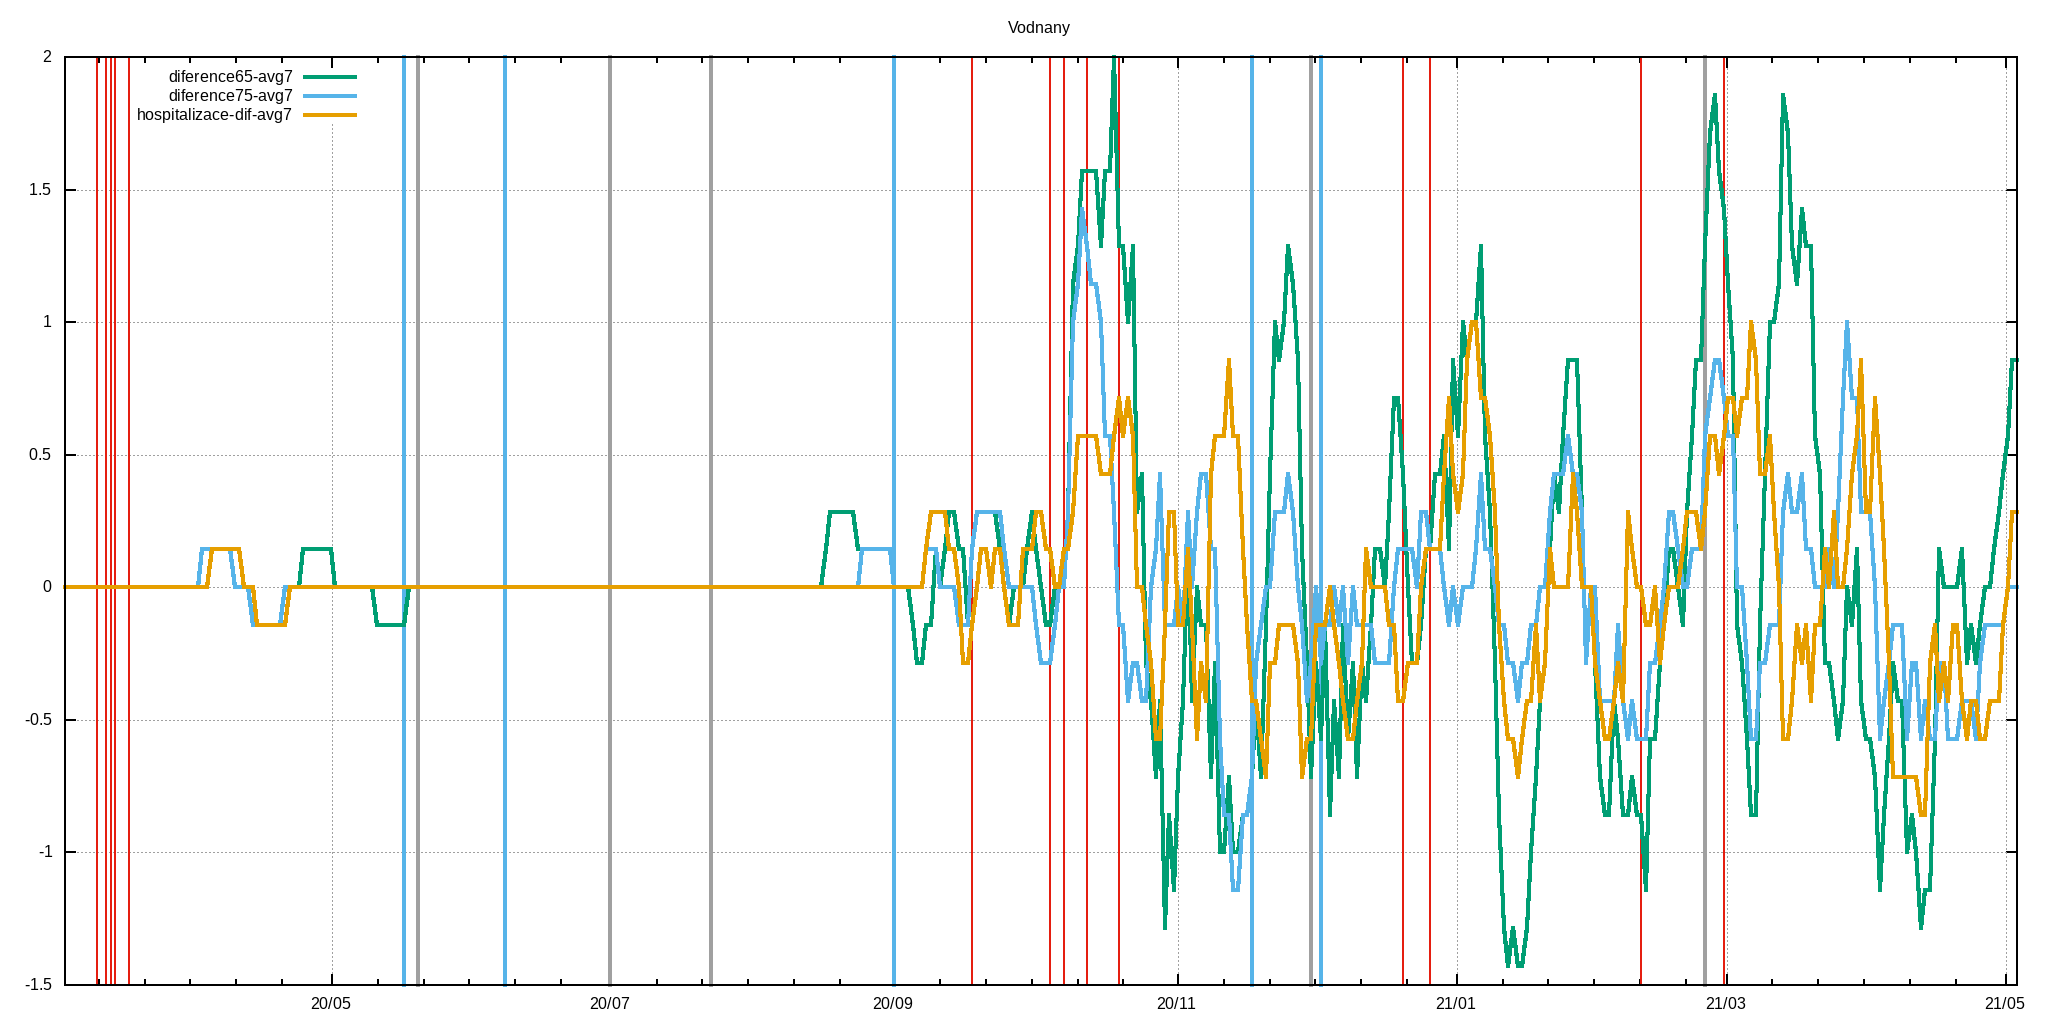 Vodnany
diference65-avg7
diference75-avg7
hospitalizace-dif-avg7
2
1.5
1
0.5
0
-0.5
-1
-1.5
20/05 20/07 20/09 20/11 21/01 21/03 21/05